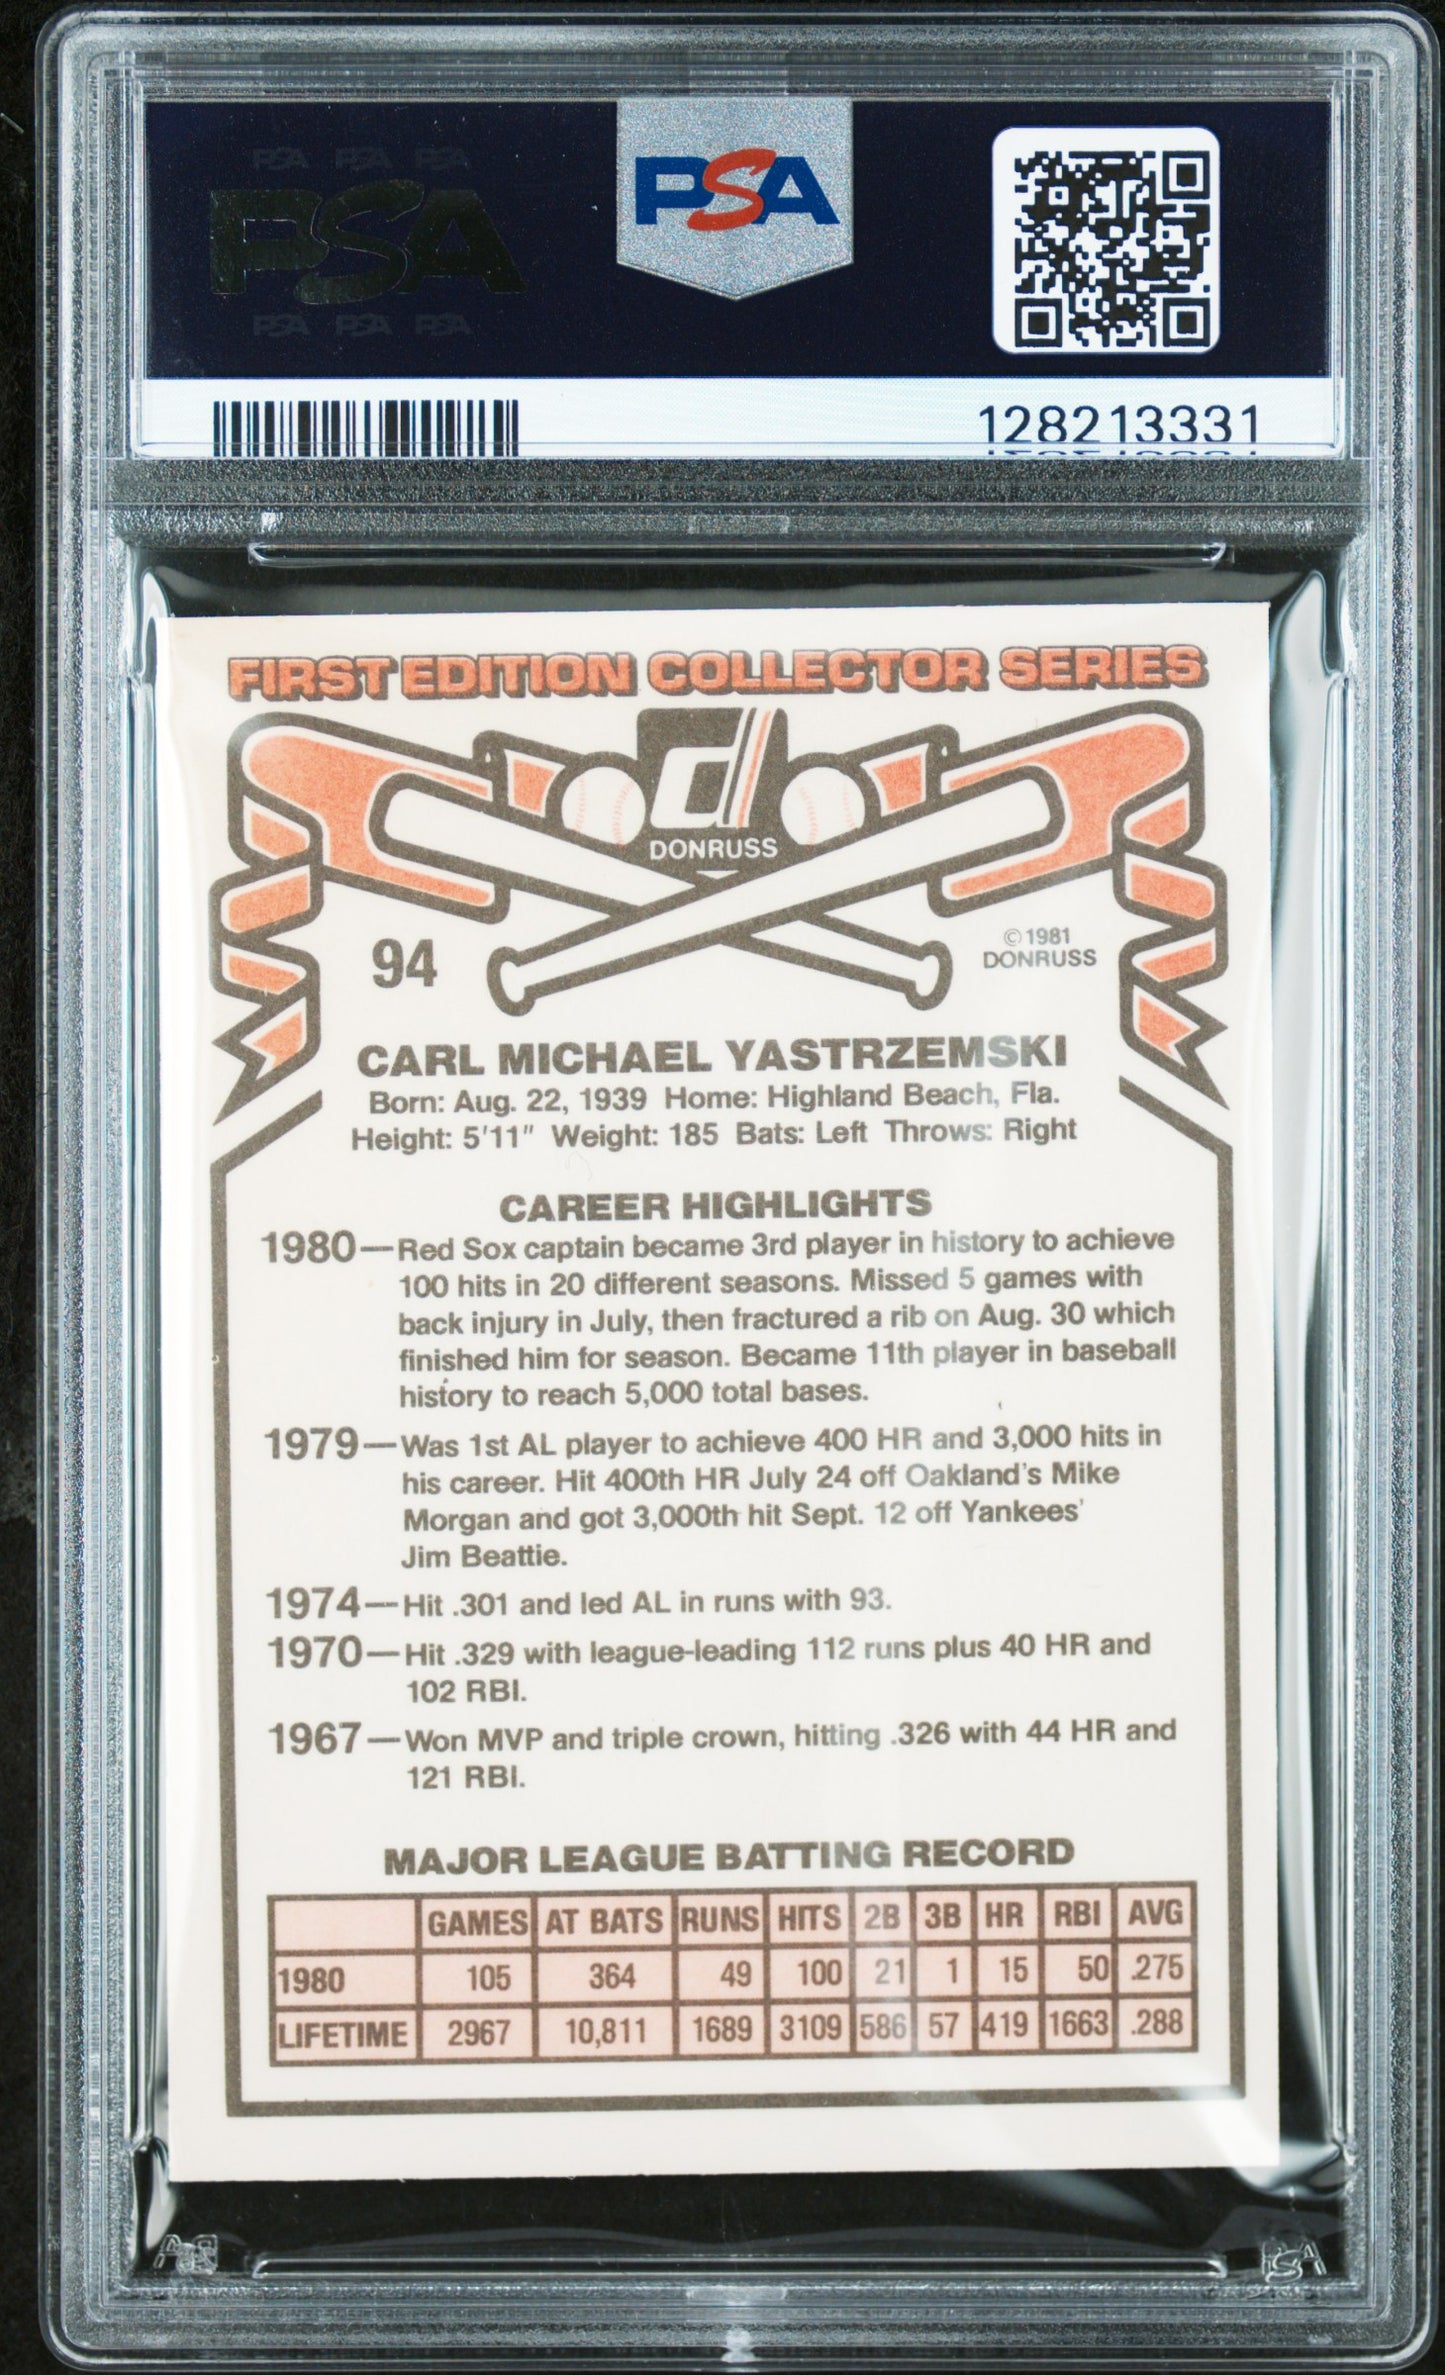 PSA PSA PSA
PSA
PSA PSA PSA
PSA
128213331
FIRST EDITION COLLECTOR SERIES
d
DONRUSS
94
© 1981
DONRUSS
CARL MICHAEL YASTRZEMSKI
Born: Aug. 22, 1939 Home: Highland Beach, Fla.
Height: 5'11" Weight: 185 Bats: Left Throws: Right
CAREER HIGHLIGHTS
1980—Red Sox captain became 3rd player in history to achieve
100 hits in 20 different seasons. Missed 5 games with
back injury in July, then fractured a rib on Aug. 30 which
finished him for season. Became 11th player in baseball
history to reach 5,000 total bases.
1979—Was 1st AL player to achieve 400 HR and 3,000 hits in
his career. Hit 400th HR July 24 off Oakland's Mike
Morgan and got 3,000th hit Sept. 12 off Yankees'
Jim Beattie.
1974—Hit .301 and led AL in runs with 93.
1970—Hit .329 with league-leading 112 runs plus 40 HR and
102 RBI.
1967—Won MVP and triple crown, hitting .326 with 44 HR and
121 RBI.
MAJOR LEAGUE BATTING RECORD
GAMES AT BATS RUNS HITS 2B 3B HR RBI AVG
1980 105 364 49 100 21 1 15 50 .275
LIFETIME 2967 10,811 1689 3109 586 57 419 1663 .288
PSA
PSA